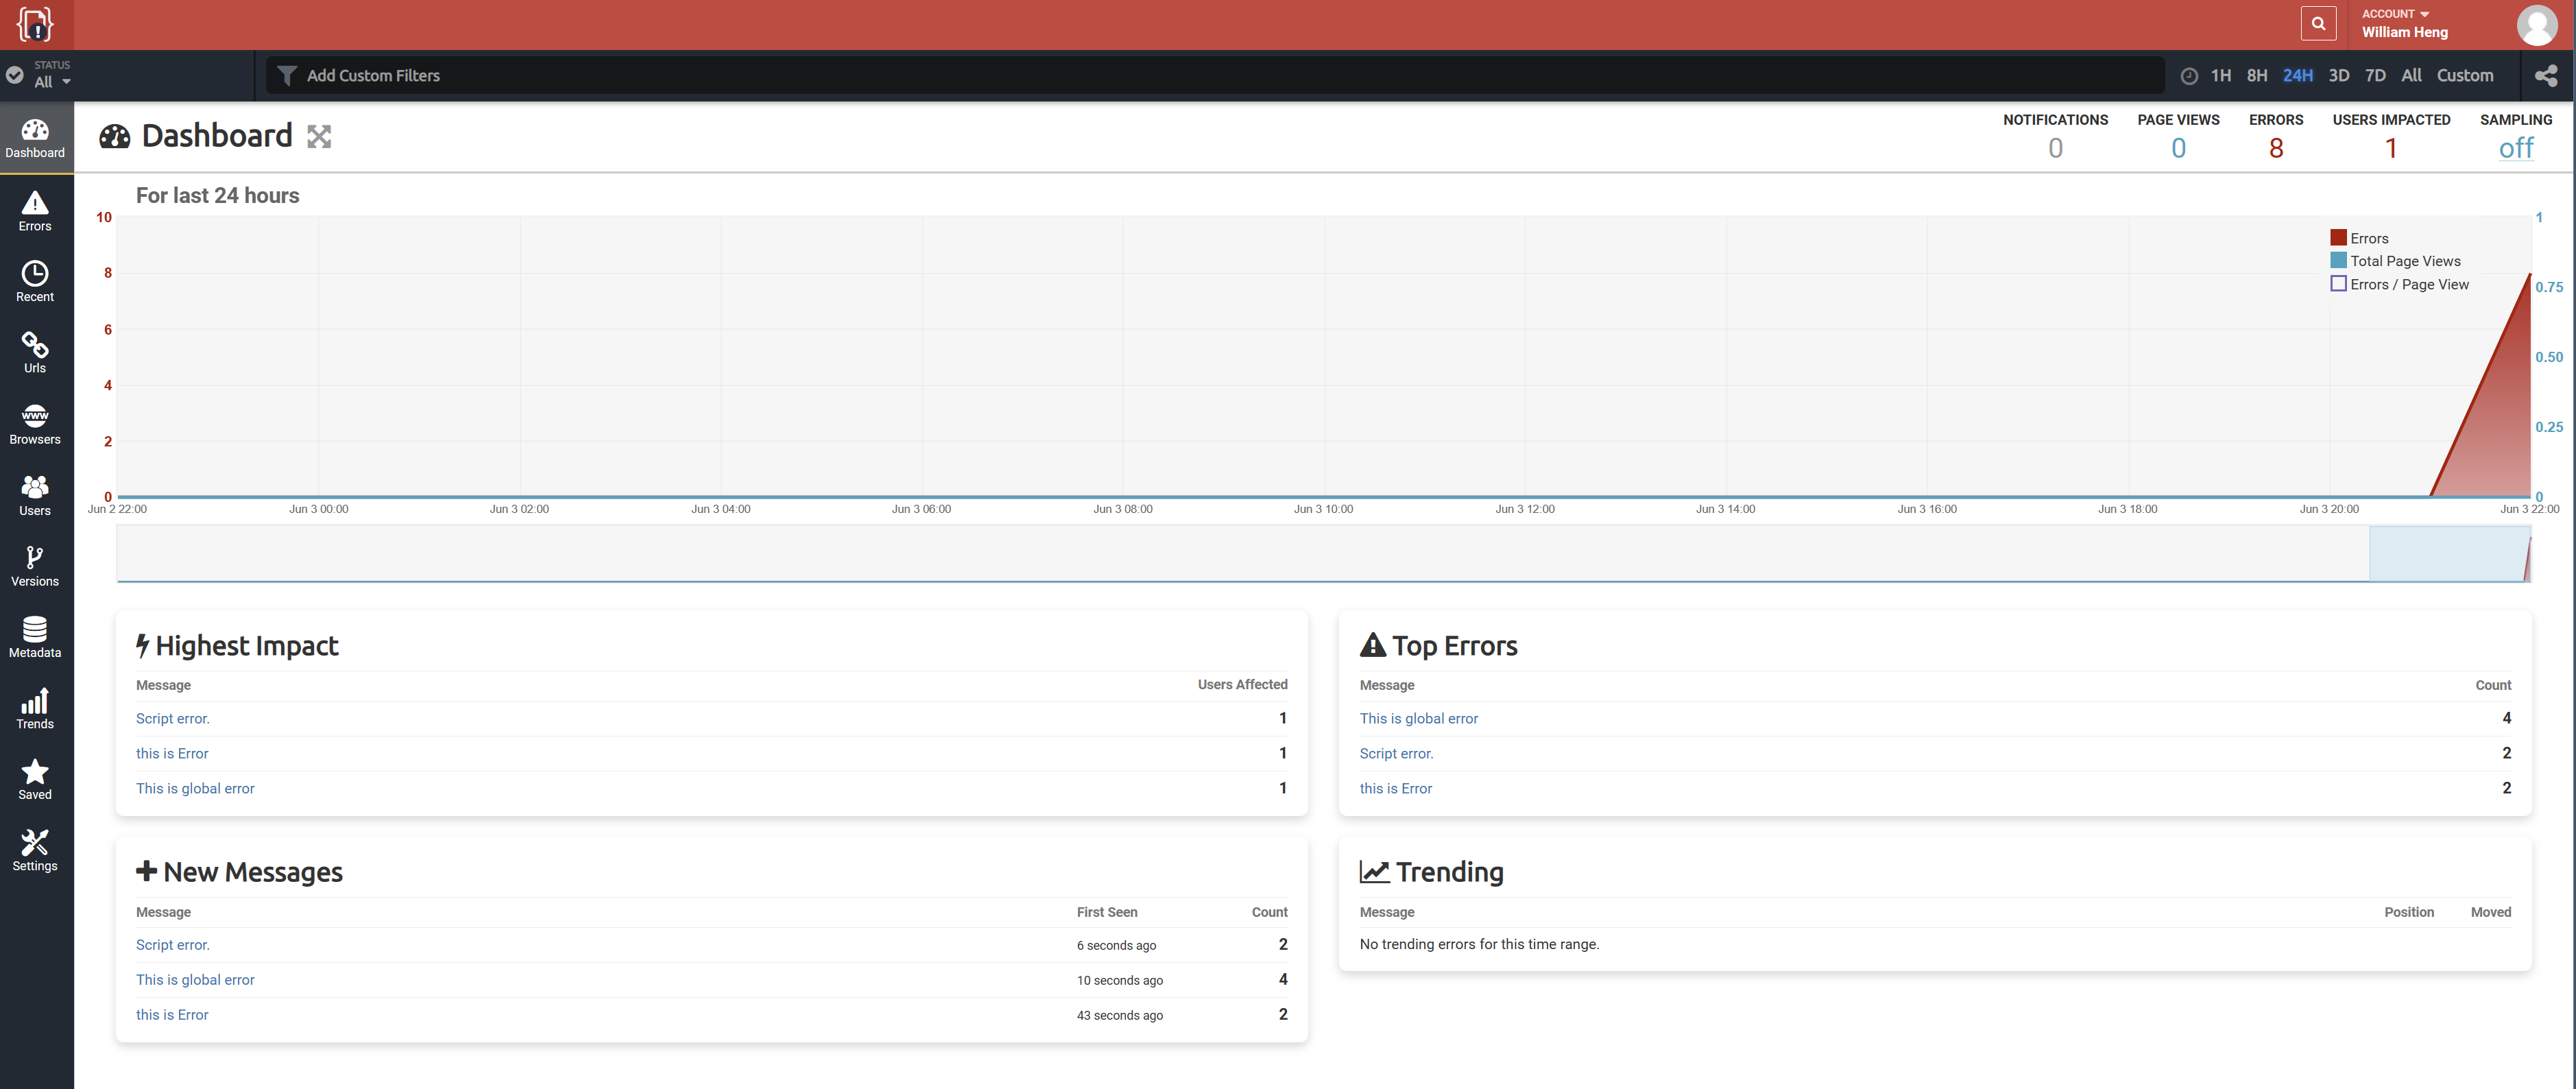 ACCOUNT
William Heng
STATUS
All
Add Custom Filters
1H 8H 24H 3D 7D All Custom
Dashboard
Errors
Recent
Urls
WWW
Browsers
Users
Versions
Metadata
Trends
Saved
Settings
Dashboard
NOTIFICATIONS PAGE VIEWS ERRORS USERS IMPACTED SAMPLING
0 0 8 1 off
For last 24 hours
10
8
6
4
2
0
1
0.75
0.50
0.25
0
Errors
Total Page Views
Errors / Page View
Jun 2 22:00 Jun 3 00:00 Jun 3 02:00 Jun 3 04:00 Jun 3 06:00 Jun 3 08:00 Jun 3 10:00 Jun 3 12:00 Jun 3 14:00 Jun 3 16:00 Jun 3 18:00 Jun 3 20:00 Jun 3 22:00
Highest Impact
Message Users Affected
Script error. 1
this is Error 1
This is global error 1
Top Errors
Message Count
This is global error 4
Script error. 2
this is Error 2
New Messages
Message First Seen Count
Script error. 6 seconds ago 2
This is global error 10 seconds ago 4
this is Error 43 seconds ago 2
Trending
Message Position Moved
No trending errors for this time range.